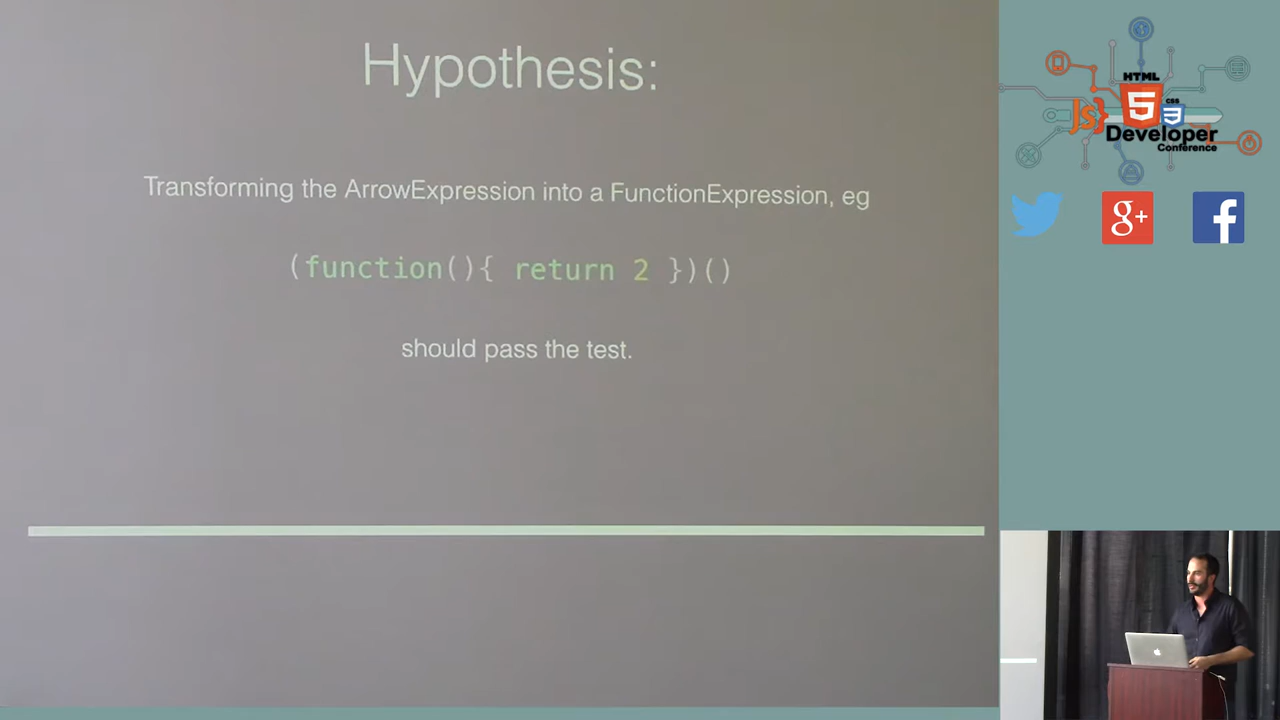 Hypothesis:
Transforming the ArrowExpression into a FunctionExpression, eg
(function(){ return 2 })()
should pass the test.
HTML
5
JS}
CSS
3
Developer
Conference
g+
f